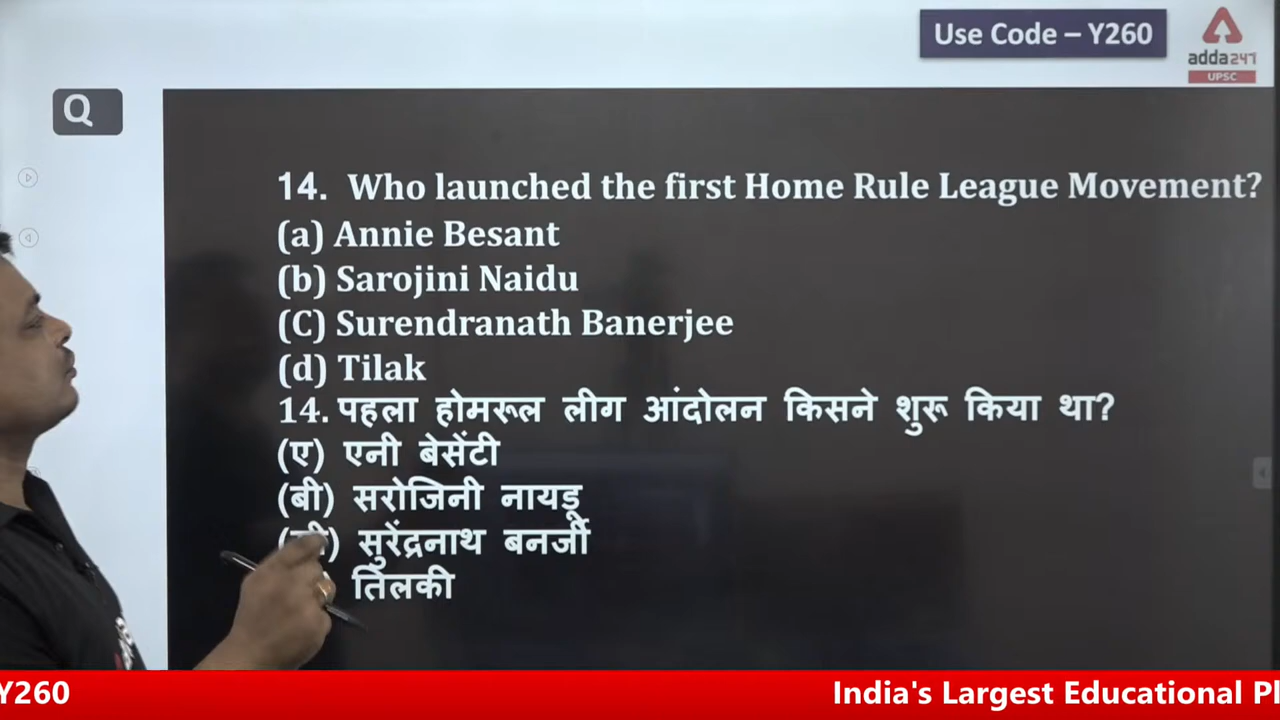 Use Code – Y260
adda247
UPSC
Q
14. Who launched the first Home Rule League Movement?
(a) Annie Besant
(b) Sarojini Naidu
(C) Surendranath Banerjee
(d) Tilak
14. पहला होमरूल लीग आंदोलन किसने शुरू किया था?
(ए) एनी बेसेंटी
(बी) सरोजिनी नायडू
सुरेंद्रनाथ बनर्जी
तिलकी
Y260 India's Largest Educational